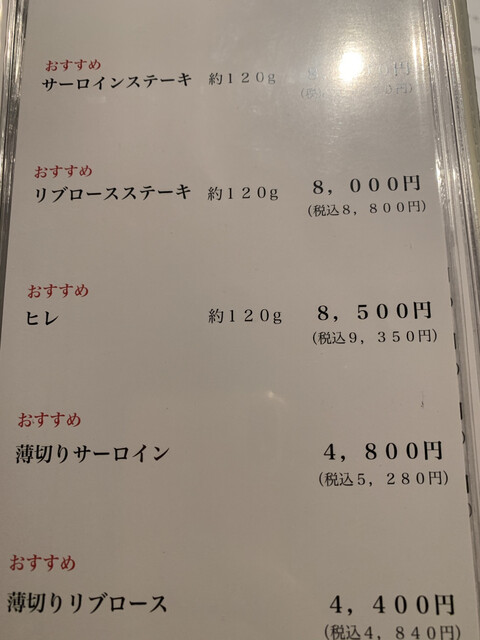 おすすめ
サーロインステーキ 約１２０g
おすすめ
リブロースステーキ 約１２０g ８，０００円
(税込８，８００円)
おすすめ
ヒレ 約１２０g ８，５００円
(税込９，３５０円)
おすすめ
薄切りサーロイン ４，８００円
(税込５，２８０円)
おすすめ
薄切りリブロース ４，４００円
(税込４，８４０円)